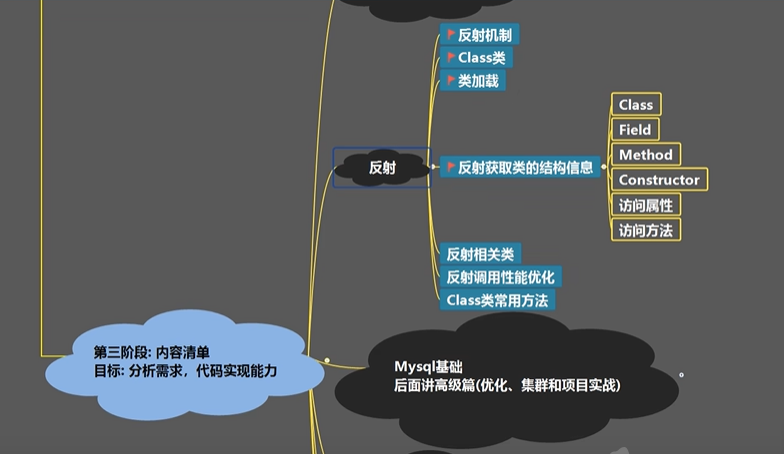 反射机制
Class类
类加载
反射
反射获取类的结构信息
Class
Field
Method
Constructor
访问属性
访问方法
反射相关类
反射调用性能优化
Class类常用方法
第三阶段: 内容清单
目标: 分析需求，代码实现能力
Mysql基础
后面讲高级篇(优化、集群和项目实战)